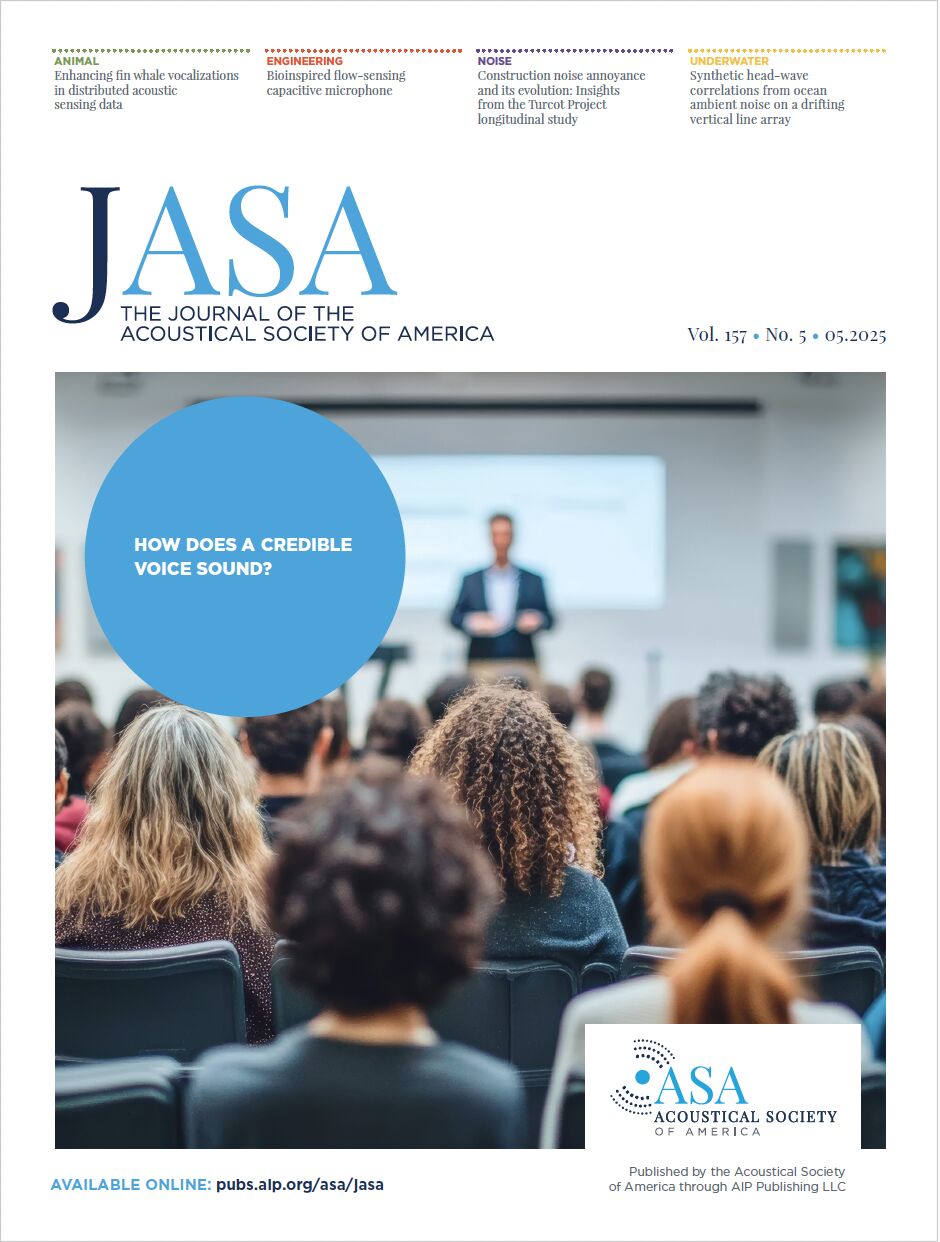 ANIMAL
Enhancing fin whale vocalizations
in distributed acoustic
sensing data
ENGINEERING
Bioinspired flow-sensing
capacitive microphone
NOISE
Construction noise annoyance
and its evolution: Insights
from the Turcot Project
longitudinal study
UNDERWATER
Synthetic head-wave
correlations from ocean
ambient noise on a drifting
vertical line array
JASA
THE JOURNAL OF THE
ACOUSTICAL SOCIETY OF AMERICA
Vol. 157 • No. 5 • 05.2025
HOW DOES A CREDIBLE
VOICE SOUND?
ASA
ACOUSTICAL SOCIETY
OF AMERICA
AVAILABLE ONLINE: pubs.aip.org/asa/jasa
Published by the Acoustical Society
of America through AIP Publishing LLC